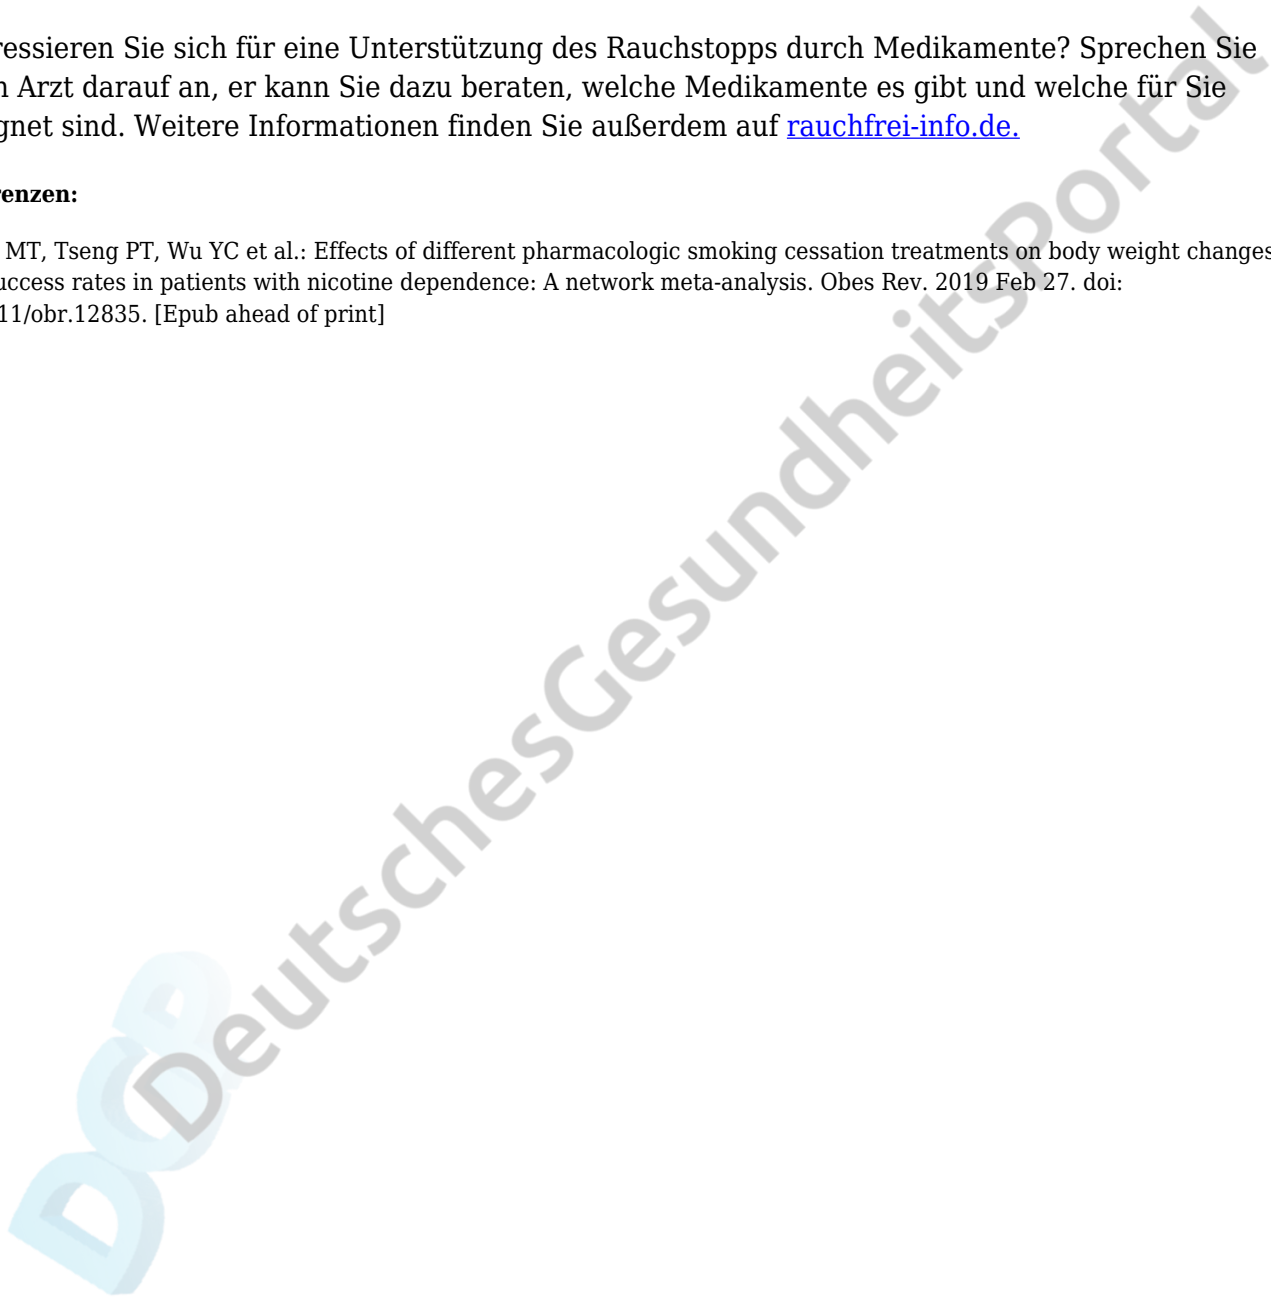 ressieren Sie sich für eine Unterstützung des Rauchstopps durch Medikamente? Sprechen Sie
n Arzt darauf an, er kann Sie dazu beraten, welche Medikamente es gibt und welche für Sie
gnet sind. Weitere Informationen finden Sie außerdem auf rauchfrei-info.de.
renzen:
MT, Tseng PT, Wu YC et al.: Effects of different pharmacologic smoking cessation treatments on body weight changes
uccess rates in patients with nicotine dependence: A network meta-analysis. Obes Rev. 2019 Feb 27. doi:
11/obr.12835. [Epub ahead of print]
DeutschesGesundheitsPortal
DGP